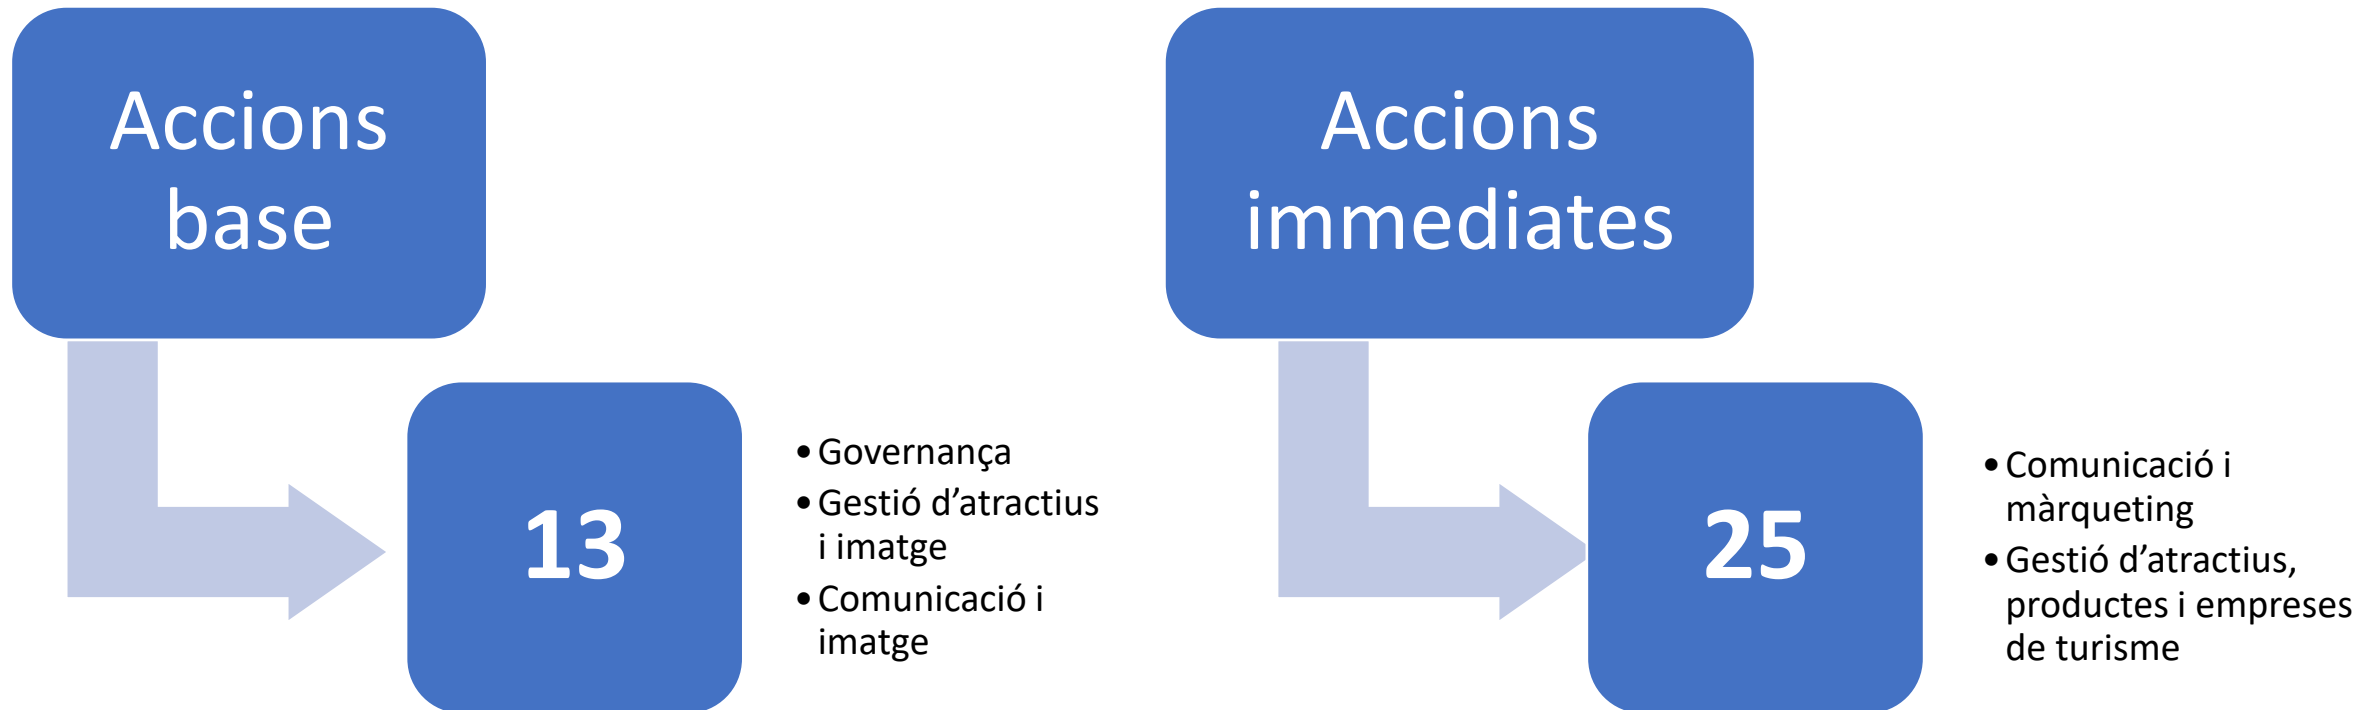 Accions
base
13
•Governança
•Gestió d’atractius
i imatge
•Comunicació i
imatge
Accions
immediates
25
•Comunicació i
màrqueting
•Gestió d’atractius,
productes i empreses
de turisme